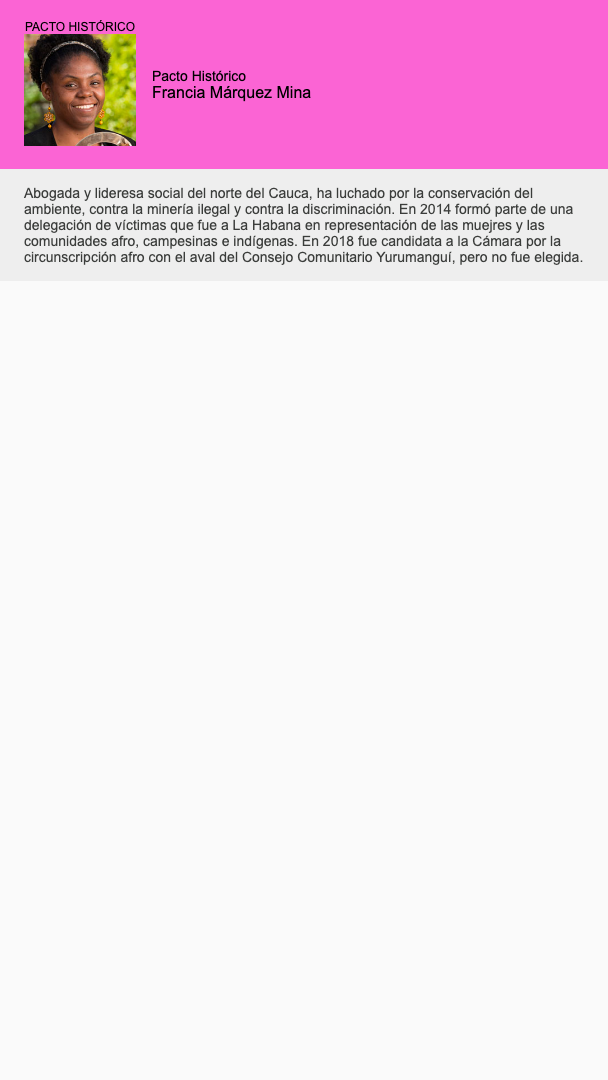 PACTO HISTÓRICO
Pacto Histórico
Francia Márquez Mina
Abogada y lideresa social del norte del Cauca, ha luchado por la conservación del
ambiente, contra la minería ilegal y contra la discriminación. En 2014 formó parte de una
delegación de víctimas que fue a La Habana en representación de las muejres y las
comunidades afro, campesinas e indígenas. En 2018 fue candidata a la Cámara por la
circunscripción afro con el aval del Consejo Comunitario Yurumanguí, pero no fue elegida.